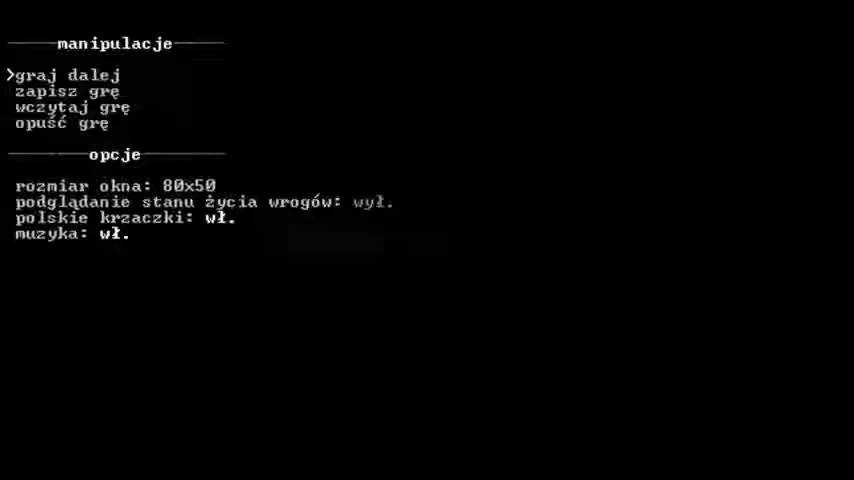 manipulacje
>graj dalej
zapisz grę
wczytaj grę
opuść grę
opcje
rozmiar okna: 80x50
podglądanie stanu życia wrogów: wył.
polskie krzaczki: wł.
muzyka: wł.